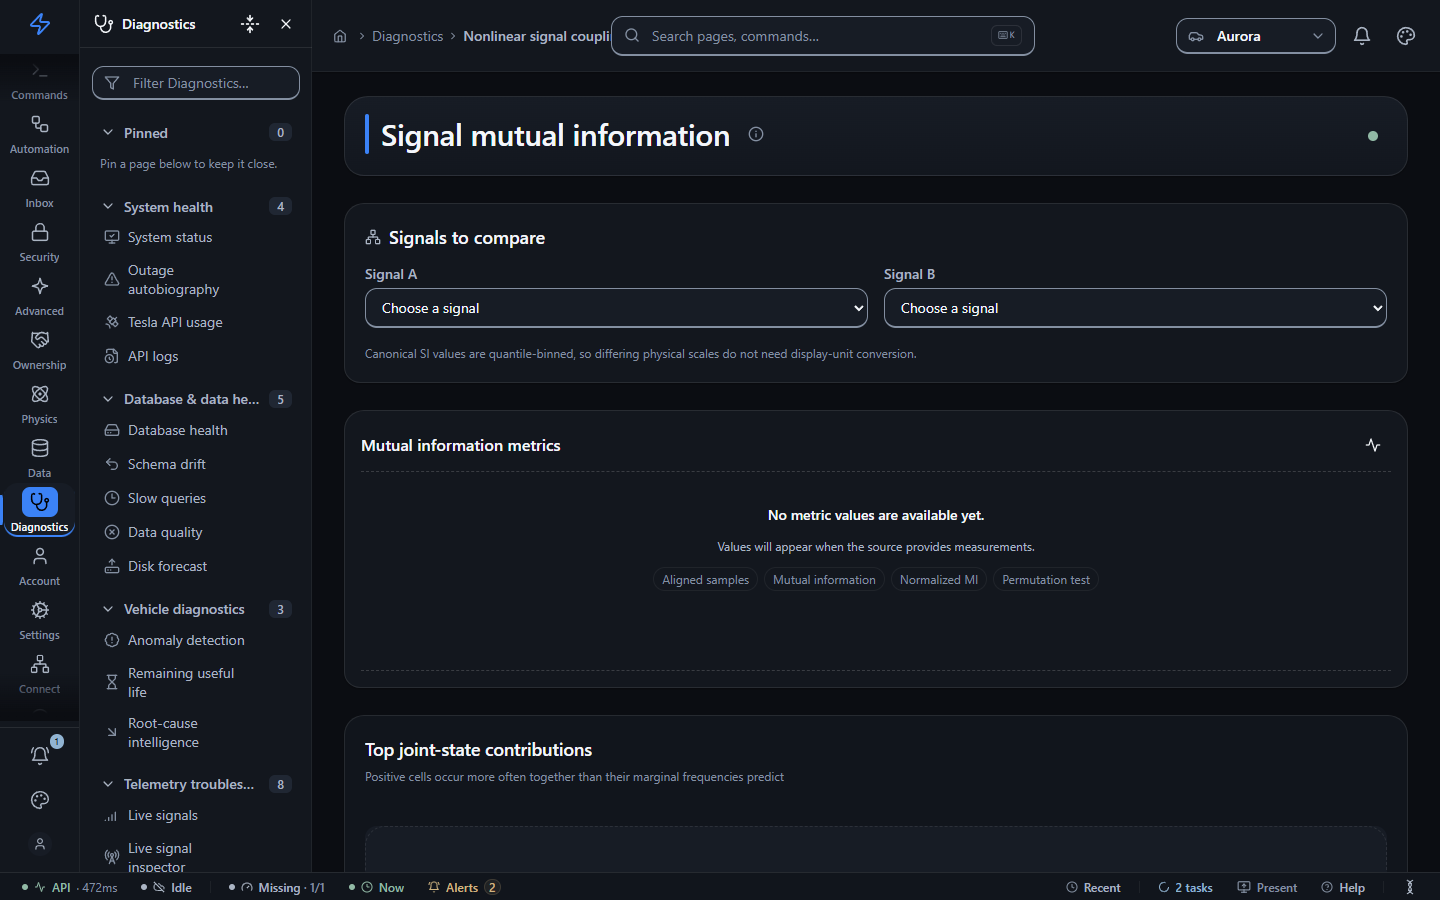 Diagnostics
Diagnostics
Nonlinear signal coupli
Search pages, commands...
K
Aurora
Commands
Automation
Inbox
Security
Advanced
Ownership
Physics
Data
Diagnostics
Account
Settings
Connect
1
Filter Diagnostics...
Pinned
0
Pin a page below to keep it close.
System health
4
System status
Outage
autobiography
Tesla API usage
API logs
Database & data he...
5
Database health
Schema drift
Slow queries
Data quality
Disk forecast
Vehicle diagnostics
3
Anomaly detection
Remaining useful
life
Root-cause
intelligence
Telemetry troubles...
8
Live signals
Live signal
inspector
Signal mutual information
Signals to compare
Signal A
Signal B
Choose a signal
Choose a signal
Canonical SI values are quantile-binned, so differing physical scales do not need display-unit conversion.
Mutual information metrics
No metric values are available yet.
Values will appear when the source provides measurements.
Aligned samples
Mutual information
Normalized MI
Permutation test
Top joint-state contributions
Positive cells occur more often together than their marginal frequencies predict
API · 472ms
Idle
Missing · 1/1
Now
Alerts 2
Recent
2 tasks
Present
Help